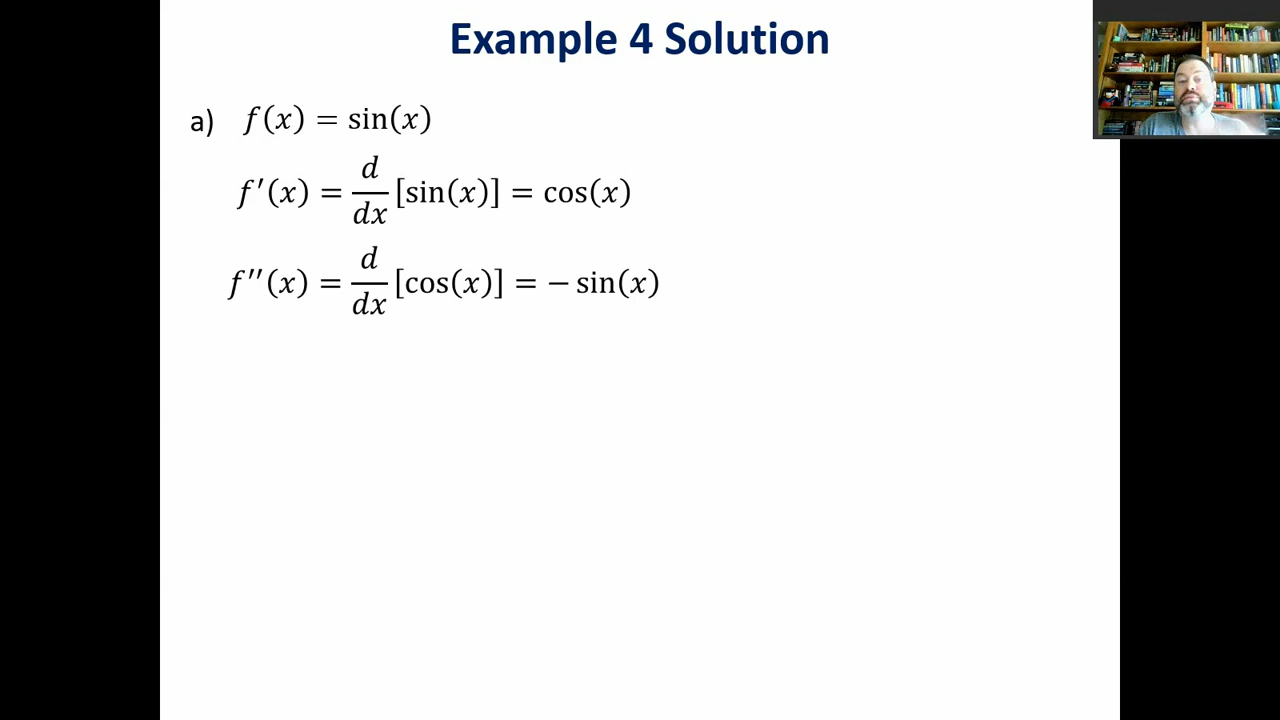 Example 4 Solution
a) f(x) = sin(x)
f′(x) = d/dx [sin(x)] = cos(x)
f″(x) = d/dx [cos(x)] = − sin(x)